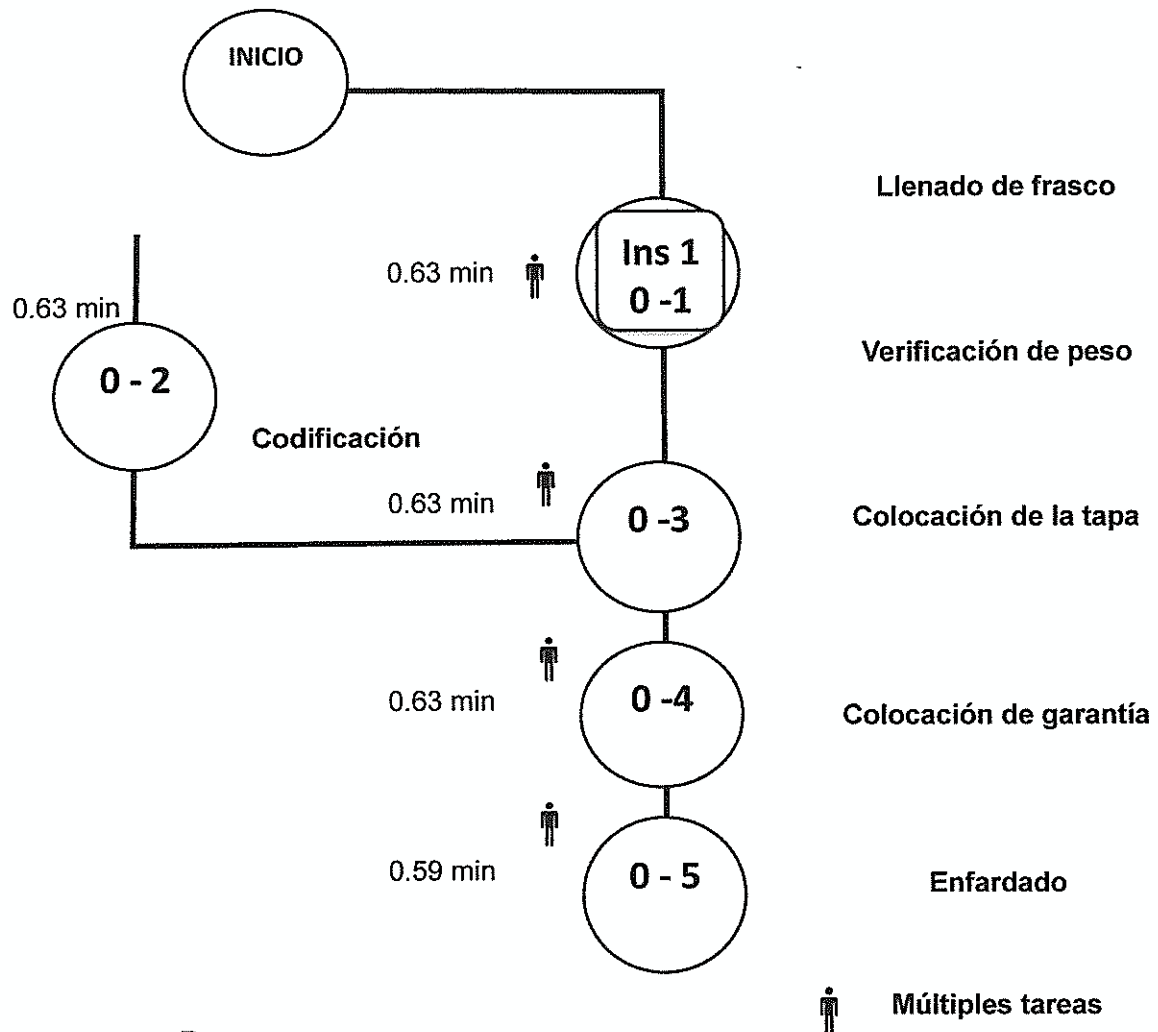 INICIO
Llenado de frasco
0.63 min
Ins 1
0 -1
0.63 min
Verificación de peso
0 - 2
Codificación
0.63 min
0 -3
Colocación de la tapa
0.63 min
0 -4
Colocación de garantía
0.59 min
0 - 5
Enfardado
Múltiples tareas